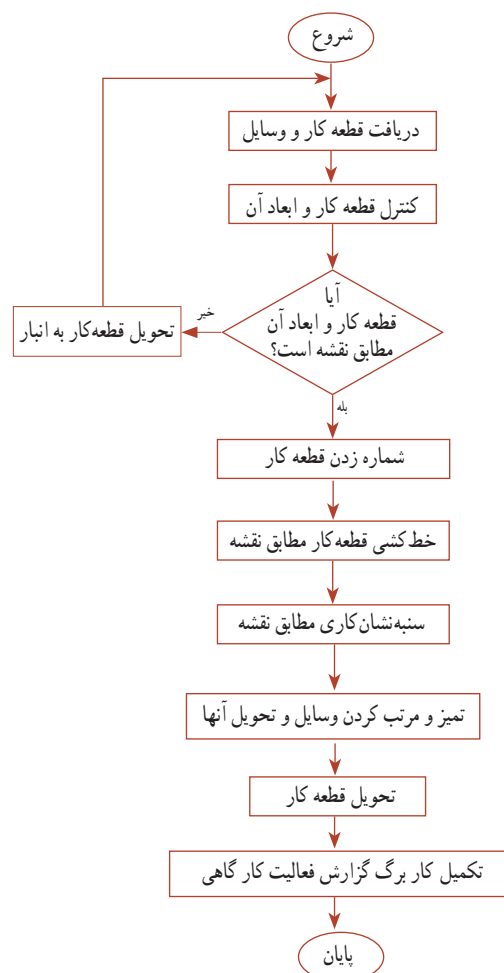 شروع
دریافت قطعه کار و وسایل
کنترل قطعه کار و ابعاد آن
آیا
قطعه کار و ابعاد آن
مطابق نقشه است؟
خیر
تحویل قطعه‌کار به انبار
بله
شماره زدن قطعه کار
خط‌کشی قطعه‌کار مطابق نقشه
سنبه‌نشان‌کاری مطابق نقشه
تمیز و مرتب کردن وسایل و تحویل آنها
تحویل قطعه کار
تکمیل کار برگ گزارش فعالیت کار گاهی
پایان